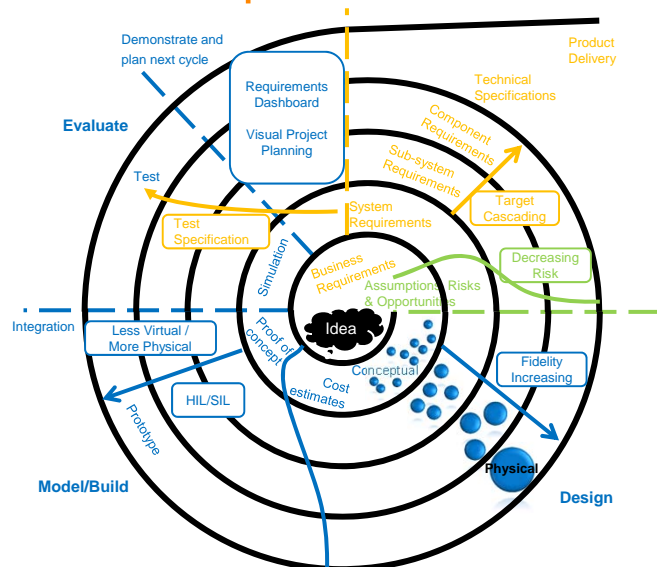 Demonstrate and
plan next cycle
Product
Delivery
Requirements
Dashboard
Visual Project
Planning
Technical
Specifications
Evaluate
Component
Requirements
Sub-system
Requirements
Test
Target
Cascading
Test
Specification
System
Requirements
Simulation
Business
Requirements
Decreasing
Risk
Assumptions, Risks
& Opportunities
Integration
Less Virtual /
More Physical
Proof of
concept
Idea
Conceptual
Fidelity
Increasing
Cost
estimates
HIL/SIL
Prototype
Physical
Model/Build
Design